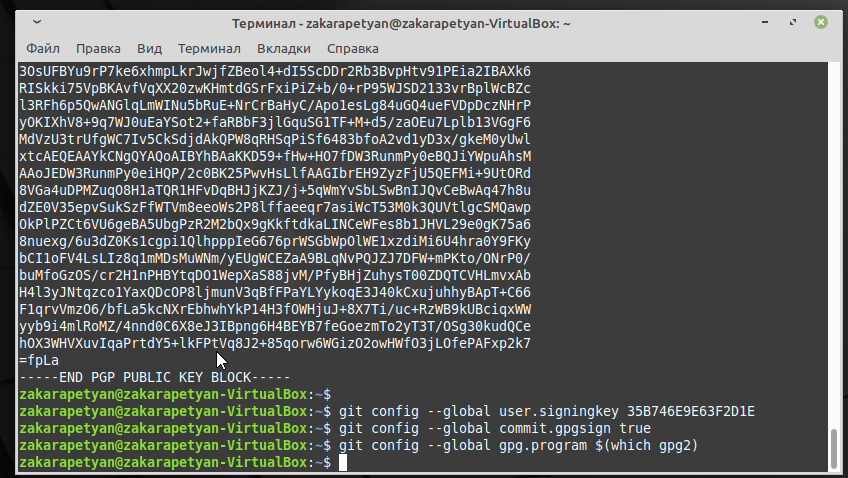 Терминал - zakarapetyan@zakarapetyan-VirtualBox: ~
Файл Правка Вид Терминал Вкладки Справка
3OsUFBYu9rP7ke6xhmpLkrJwjfZBeol4+dI5ScDDr2Rb3BvpHtv91PEia2IBAXk6
RISkki75VpBKAvfVqXX20zwKHmtdGSrFxiPiZ+b/0+rP95WJSD2133vrBplWcBZc
l3RFh6p5QwANGlqLmWINu5bRuE+NrCrBaHyC/Apo1esLg84uGQ4ueFVDpDczNHrP
yOKIXhV8+9q7WJ0uEaYSot2+faRBbF3jlGquSG1TF+M+d5/zaOEu7Lplb13VGgF6
MdVzU3trUfgWC7Iv5CkSdjdAkQPW8qRHSqPiSf6483bfoA2vd1yD3x/gkeM0yUwl
xtcAEQEAAYkCNgQYAQoAIBYhBAaKKD59+fHw+HO7fDW3RunmPy0eBQJiYWpuAhsM
AAoJEDW3RunmPy0eiHQP/2c0BK25PwvHsLlfAAGIbrEH9ZyzFjU5QEFMi+9UtORd
8VGa4uDPMZuqO8H1aTQR1HFvDqBHJjKZJ/j+5qWmYvSbLSwBnIJQvCeBwAq47h8u
dZE0V35epvSukSzFfWTVm8eeoWs2P8lffaeeqr7asiWcT53M0k3QUVtlgcSMQawp
OkPlPZCt6VU6geBA5UbgPzR2M2bQx9gKkftdkaLINCeWFes8b1JHVL29e0gK75a6
8nuexg/6u3dZ0Ks1cgpi1QlhpppIeG676prWSGbWpOlWE1xzdiMi6U4hra0Y9FKy
bCI1oFV4LsLIz8q1mMDsMuWNm/yEUgWCEZaA9BLqNvPQJZJ7DFW+mPKto/ONrP0/
buMfoGzOS/cr2H1nPHBYtqDO1WepXaS88jvM/PfyBHjZuhysT00ZDQTCVHLmvxAb
H4l3yJNtqzco1YaxQDcOP8ljmunV3qBfFPaYLYykoqE3J40kCxujuhhyBApT+C66
F1qrvVmzO6/bfLa5kcNXrEbhwhYkP14H3fOWHjuJ+8X7Ti/uc+RzWB9kUBciqxWW
yyb9i4mlRoMZ/4nnd0C6X8eJ3IBpng6H4BEYB7feGoezmTo2yT3T/OSg30kudQCe
hOX3WHVXuvIqaPrtdY5+lkFPtVq8J2+85qorw6WGizO2owHWfO3jLOfePAFxp2k7
=fpLa
-----END PGP PUBLIC KEY BLOCK-----
zakarapetyan@zakarapetyan-VirtualBox:~$
zakarapetyan@zakarapetyan-VirtualBox:~$ git config --global user.signingkey 35B746E9E63F2D1E
zakarapetyan@zakarapetyan-VirtualBox:~$ git config --global commit.gpgsign true
zakarapetyan@zakarapetyan-VirtualBox:~$ git config --global gpg.program $(which gpg2)
zakarapetyan@zakarapetyan-VirtualBox:~$